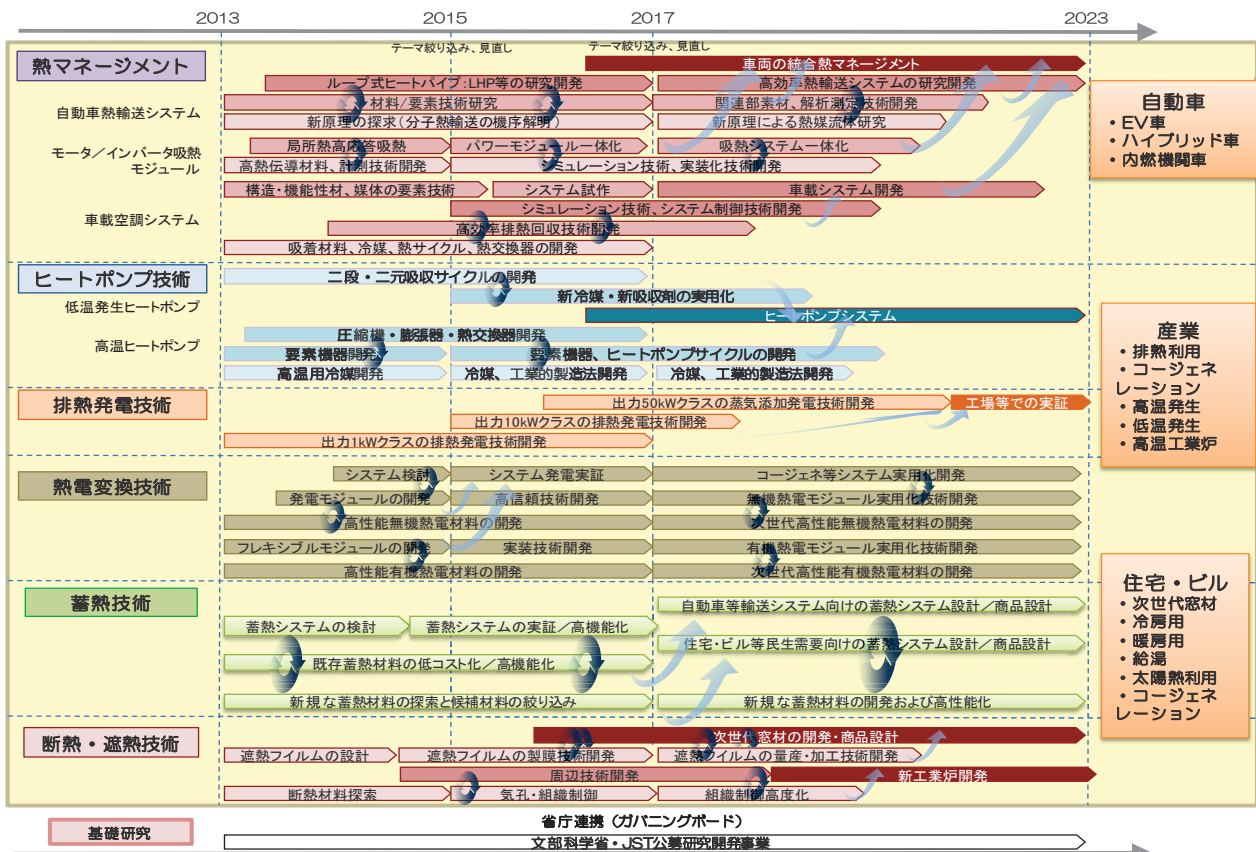 2013 2015 2017 2023
テーマ絞り込み、見直し テーマ絞り込み、見直し
熱マネージメント
車両の統合熱マネージメント
ループ式ヒートパイプ:LHP等の研究開発 高効率熱輸送システムの研究開発
自動車熱輸送システム
材料/要素技術研究 関連部素材、解析測定技術開発
新原理の探求(分子熱輸送の機序解明) 新原理による熱媒流体研究
モータ/インバータ吸熱
モジュール
局所熱高応答吸熱 パワーモジュール一体化 吸熱システム一体化
高熱伝導材料、計測技術開発 シミュレーション技術、実装化技術開発
構造・機能性材、媒体の要素技術 システム試作 車載システム開発
車載空調システム
シミュレーション技術、システム制御技術開発
高効率排熱回収技術開発
吸着材料、冷媒、熱サイクル、熱交換器の開発
自動車
・EV車
・ハイブリッド車
・内燃機関車
ヒートポンプ技術
二段・二元吸収サイクルの開発
低温発生ヒートポンプ
新冷媒・新吸収剤の実用化
ヒートポンプシステム
高温ヒートポンプ
圧縮機・膨張器・熱交換器開発
要素機器開発 要素機器、ヒートポンプサイクルの開発
高温用冷媒開発 冷媒、工業的製造法開発 冷媒、工業的製造法開発
排熱発電技術
出力50kWクラスの蒸気添加発電技術開発 工場等での実証
出力10kWクラスの排熱発電技術開発
出力1kWクラスの排熱発電技術開発
産業
・排熱利用
・コージェネ
レーション
・高温発生
・低温発生
・高温工業炉
熱電変換技術
システム検討 システム発電実証 コージェネ等システム実用化開発
発電モジュールの開発 高信頼技術開発 無機熱電モジュール実用化技術開発
高性能無機熱電材料の開発 次世代高性能無機熱電材料の開発
フレキシブルモジュールの開発 実装技術開発 有機熱電モジュール実用化技術開発
高性能有機熱電材料の開発 次世代高性能有機熱電材料の開発
蓄熱技術
自動車等輸送システム向けの蓄熱システム設計/商品設計
蓄熱システムの検討 蓄熱システムの実証/高機能化
住宅・ビル等民生需要向けの蓄熱システム設計/商品設計
既存蓄熱材料の低コスト化/高機能化
新規な蓄熱材料の探索と候補材料の絞り込み 新規な蓄熱材料の開発および高性能化
住宅・ビル
・次世代窓材
・冷房用
・暖房用
・給湯
・太陽熱利用
・コージェネ
レーション
断熱・遮熱技術
次世代窓材の開発・商品設計
遮熱フイルムの設計 遮熱フイルムの製膜技術開発 遮熱フイルムの量産・加工技術開発
周辺技術開発 新工業炉開発
断熱材料探索 気孔・組織制御 組織制御高度化
基礎研究
省庁連携(ガバニングボード)
文部科学省・JST公募研究開発事業